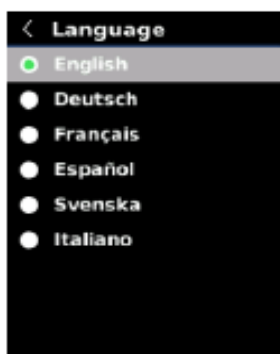 < Language
English
Deutsch
Français
Español
Svenska
Italiano